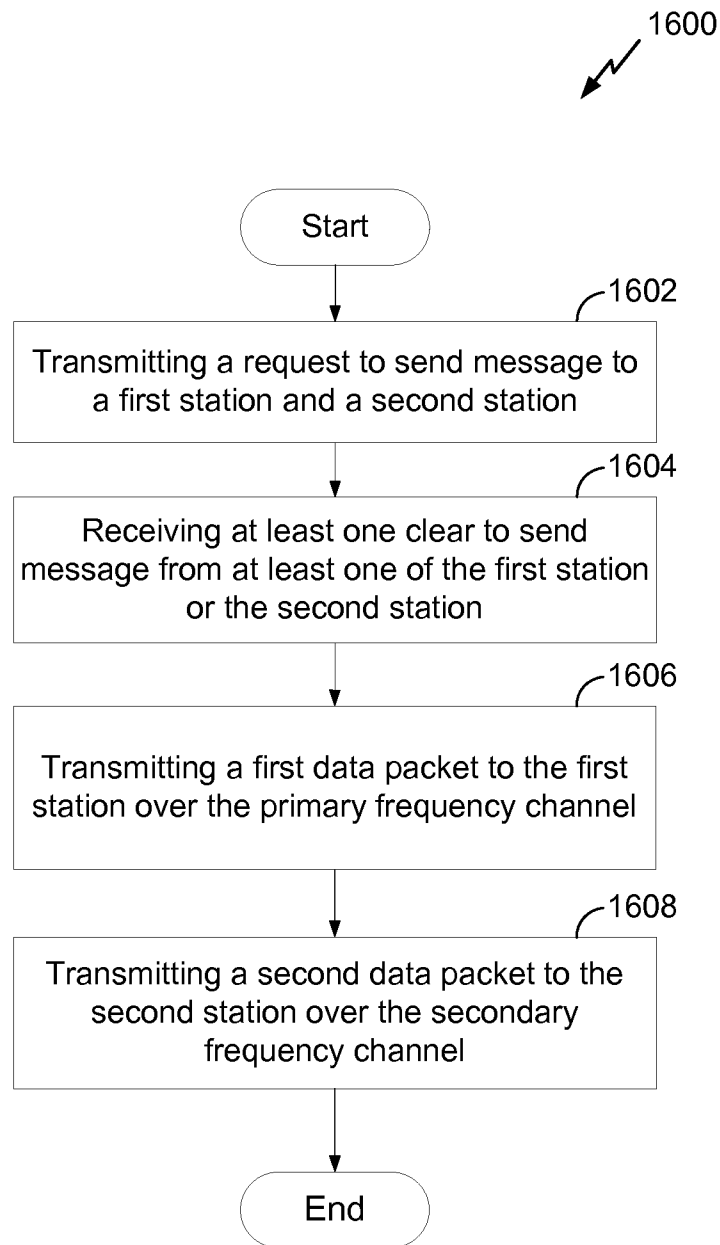 1600
Start
1602
Transmitting a request to send message to
a first station and a second station
1604
Receiving at least one clear to send
message from at least one of the first station
or the second station
1606
Transmitting a first data packet to the first
station over the primary frequency channel
1608
Transmitting a second data packet to the
second station over the secondary
frequency channel
End